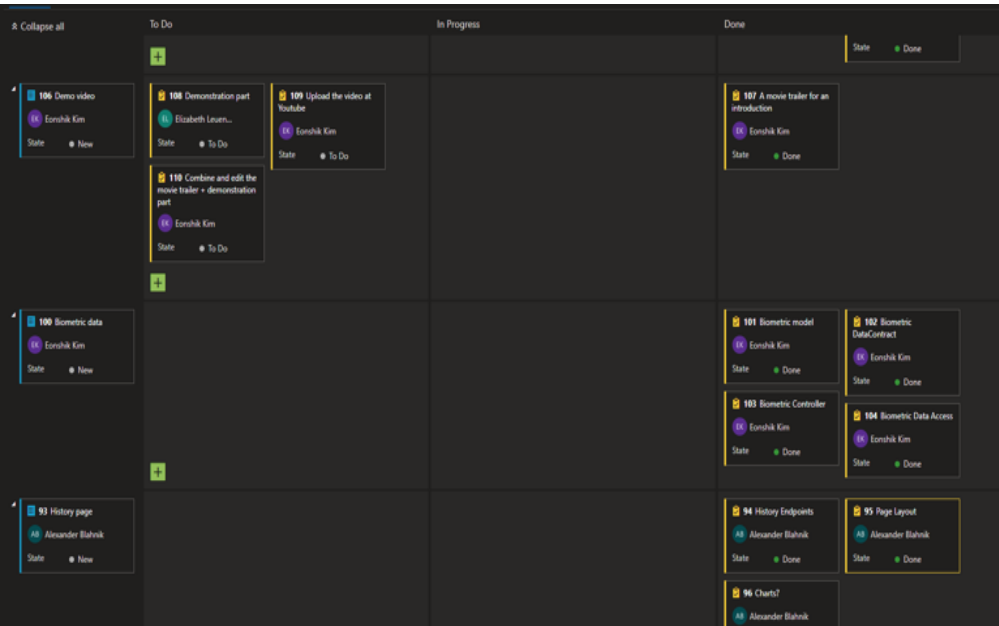 Collapse all
To Do
In Progress
Done
State Done
106 Demo video
EK Eonshik Kim
State New
108 Demonstration part
EL Elizabeth Leuen...
State To Do
109 Upload the video at
Youtube
EK Eonshik Kim
State To Do
110 Combine and edit the
movie trailer + demonstration
part
EK Eonshik Kim
State To Do
107 A movie trailer for an
introduction
EK Eonshik Kim
State Done
100 Biometric data
EK Eonshik Kim
State New
101 Biometric model
EK Eonshik Kim
State Done
102 Biometric
DataContract
EK Eonshik Kim
State Done
103 Biometric Controller
EK Eonshik Kim
State Done
104 Biometric Data Access
EK Eonshik Kim
State Done
93 History page
AB Alexander Blahnik
State New
94 History Endpoints
AB Alexander Blahnik
State Done
95 Page Layout
AB Alexander Blahnik
State Done
96 Charts?
AB Alexander Blahnik